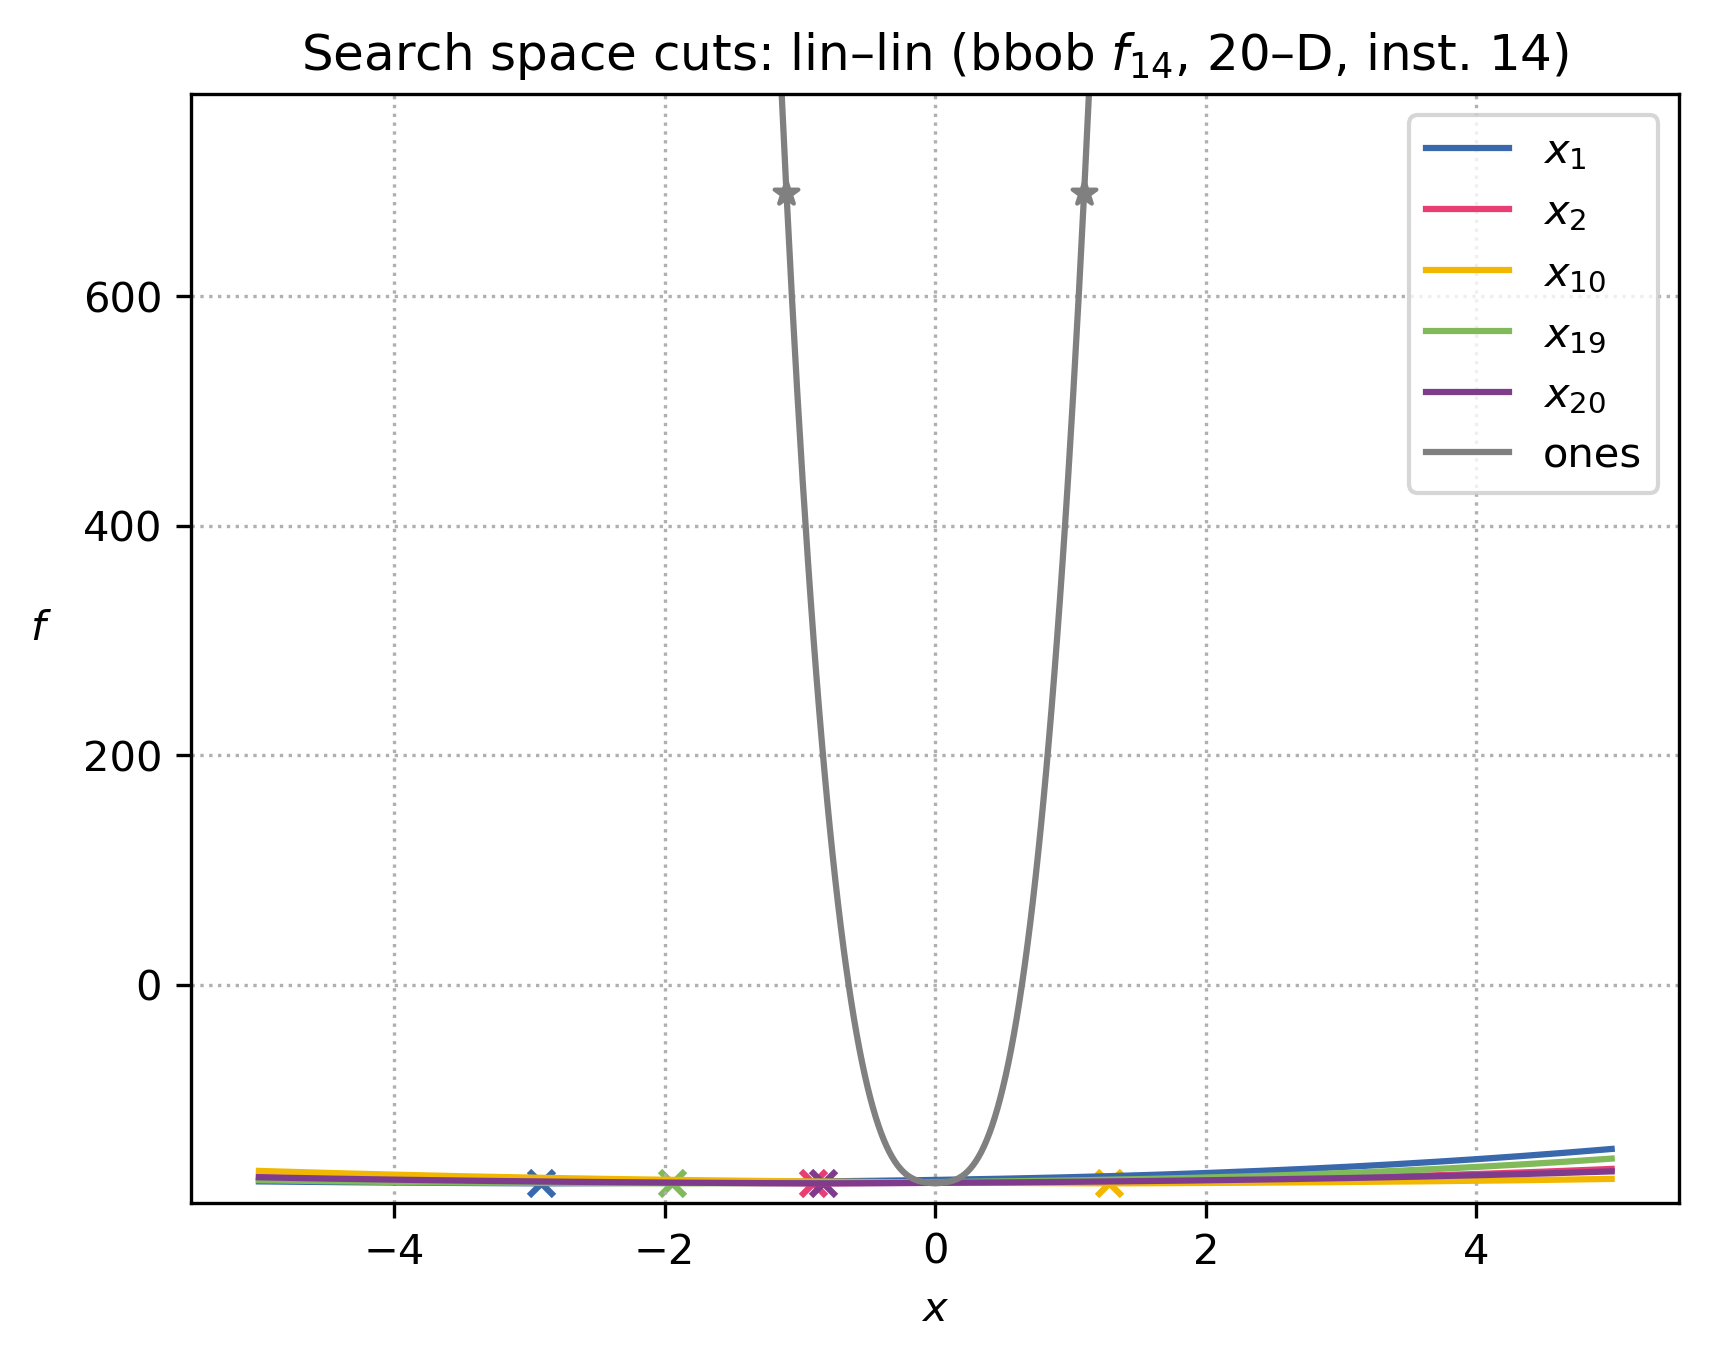 Search space cuts: lin–lin (bbob f₁₄, 20–D, inst. 14)
x₁
x₂
x₁₀
x₁₉
x₂₀
ones
600
400
200
0
f
−4 −2 0 2 4
x